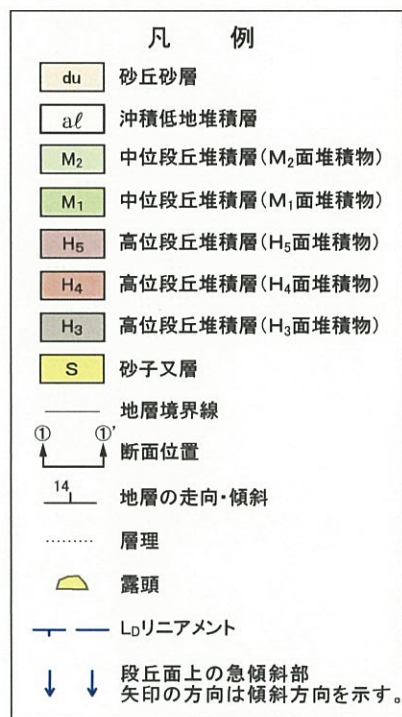 凡 例
du 砂丘砂層
aℓ 沖積低地堆積層
M₂ 中位段丘堆積層(M₂面堆積物)
M₁ 中位段丘堆積層(M₁面堆積物)
H₅ 高位段丘堆積層(H₅面堆積物)
H₄ 高位段丘堆積層(H₄面堆積物)
H₃ 高位段丘堆積層(H₃面堆積物)
S 砂子又層
地層境界線
① ①'
断面位置
14 地層の走向・傾斜
層理
露頭
L_Dリニアメント
段丘面上の急傾斜部
矢印の方向は傾斜方向を示す。